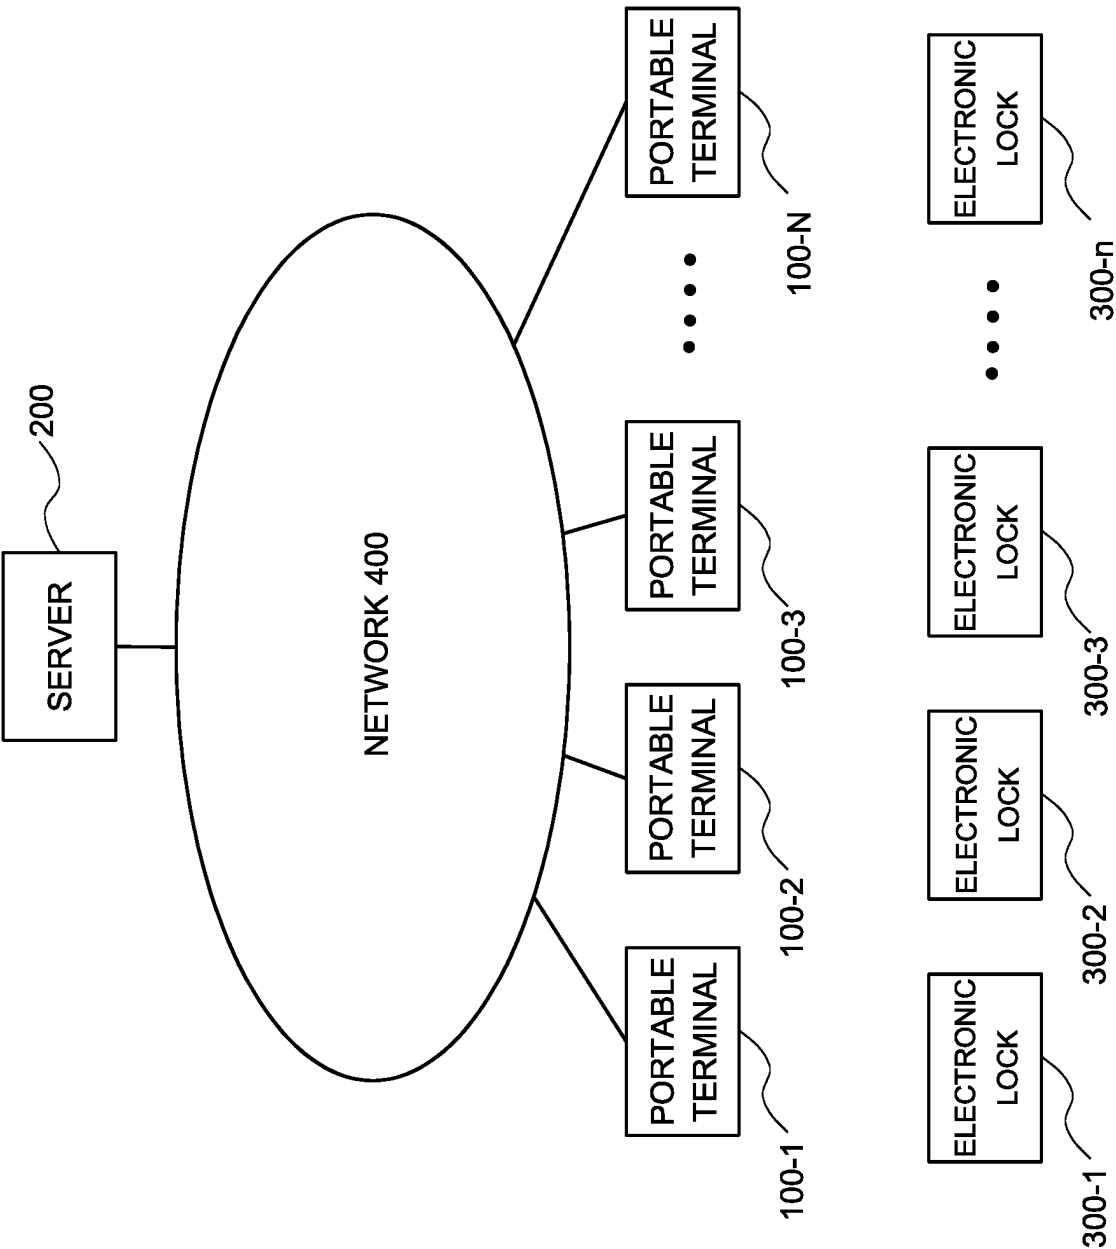 SERVER
200
NETWORK 400
PORTABLE
TERMINAL
100-1
PORTABLE
TERMINAL
100-2
PORTABLE
TERMINAL
100-3
PORTABLE
TERMINAL
100-N
ELECTRONIC
LOCK
300-1
ELECTRONIC
LOCK
300-2
ELECTRONIC
LOCK
300-3
ELECTRONIC
LOCK
300-n